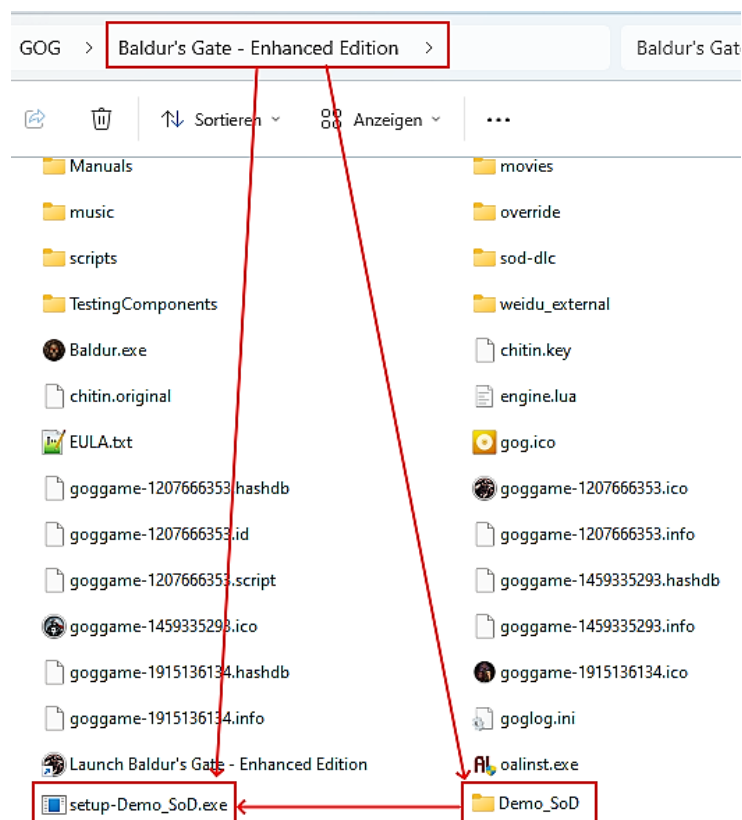 GOG > Baldur's Gate - Enhanced Edition > Baldur's Gat
Sortieren Anzeigen ...
Manuals movies
music override
scripts sod-dlc
TestingComponents weidu_external
Baldur.exe chitin.key
chitin.original engine.lua
EULA.txt gog.ico
goggame-1207666353.hashdb goggame-1207666353.ico
goggame-1207666353.id goggame-1207666353.info
goggame-1207666353.script goggame-1459335293.hashdb
goggame-1459335293.ico goggame-1459335293.info
goggame-1915136134.hashdb goggame-1915136134.ico
goggame-1915136134.info goglog.ini
Launch Baldur's Gate - Enhanced Edition oalinst.exe
setup-Demo_SoD.exe Demo_SoD